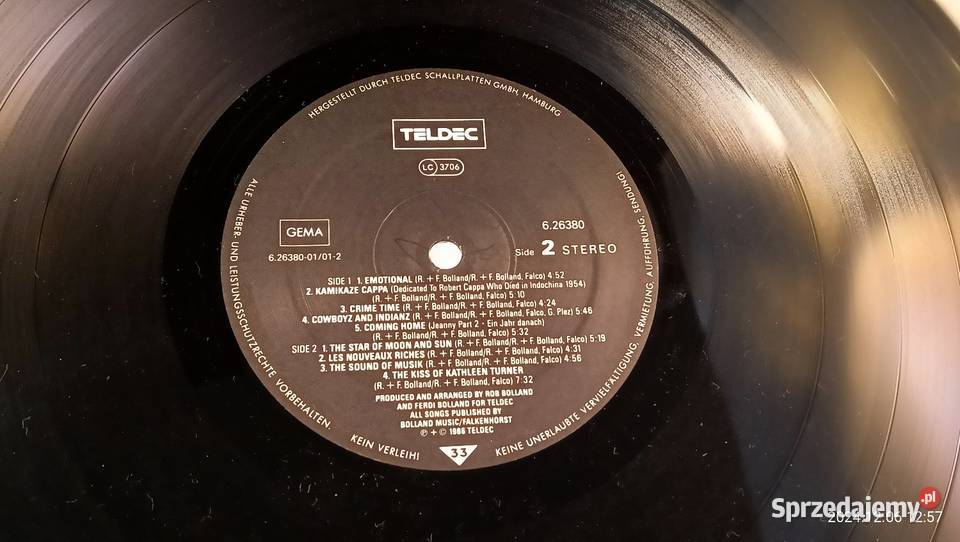 HERGESTELLT DURCH TELDEC SCHALLPLATTEN GMBH, HAMBURG
TELDEC
LC 3706
GEMA
6.26380-01/01-2
6.26380
Side 2 STEREO
SIDE 1 1. EMOTIONAL (R. + F. Bolland/R. + F. Bolland, Falco) 4:52
2. KAMIKAZE CAPPA (Dedicated To Robert Cappa Who Died in Indochina 1954)
(R. + F. Bolland/R. + F. Bolland, Falco) 5:10
3. CRIME TIME (R. + F. Bolland/R. + F. Bolland, Falco) 4:24
4. COWBOYZ AND INDIANZ (R. + F. Bolland/R. + F. Bolland, Falco, G. Plez) 5:46
5. COMING HOME (Jeanny Part 2 - Ein Jahr danach)
(R. + F. Bolland/R. + F. Bolland, Falco) 5:32
SIDE 2 1. THE STAR OF MOON AND SUN (R. + F. Bolland/R. + F. Bolland, Falco) 5:19
2. LES NOUVEAUX RICHES (R. + F. Bolland/R. + F. Bolland, Falco) 4:31
3. THE SOUND OF MUSIK (R. + F. Bolland/R. + F. Bolland, Falco) 4:56
4. THE KISS OF KATHLEEN TURNER
(R. + F. Bolland/R. + F. Bolland, Falco) 7:32
PRODUCED AND ARRANGED BY ROB BOLLAND
AND FERDI BOLLAND FOR TELDEC
ALL SONGS PUBLISHED BY
BOLLAND MUSIC/FALKENHORST
℗ + © 1986 TELDEC
33
ALLE URHEBER- UND LEISTUNGSSCHUTZRECHTE VORBEHALTEN.
KEIN VERLEIH!
KEINE UNERLAUBTE VERVIELFÄLTIGUNG, VERMIETUNG, AUFFÜHRUNG, SENDUNG!
Sprzedajemy.pl
12:57